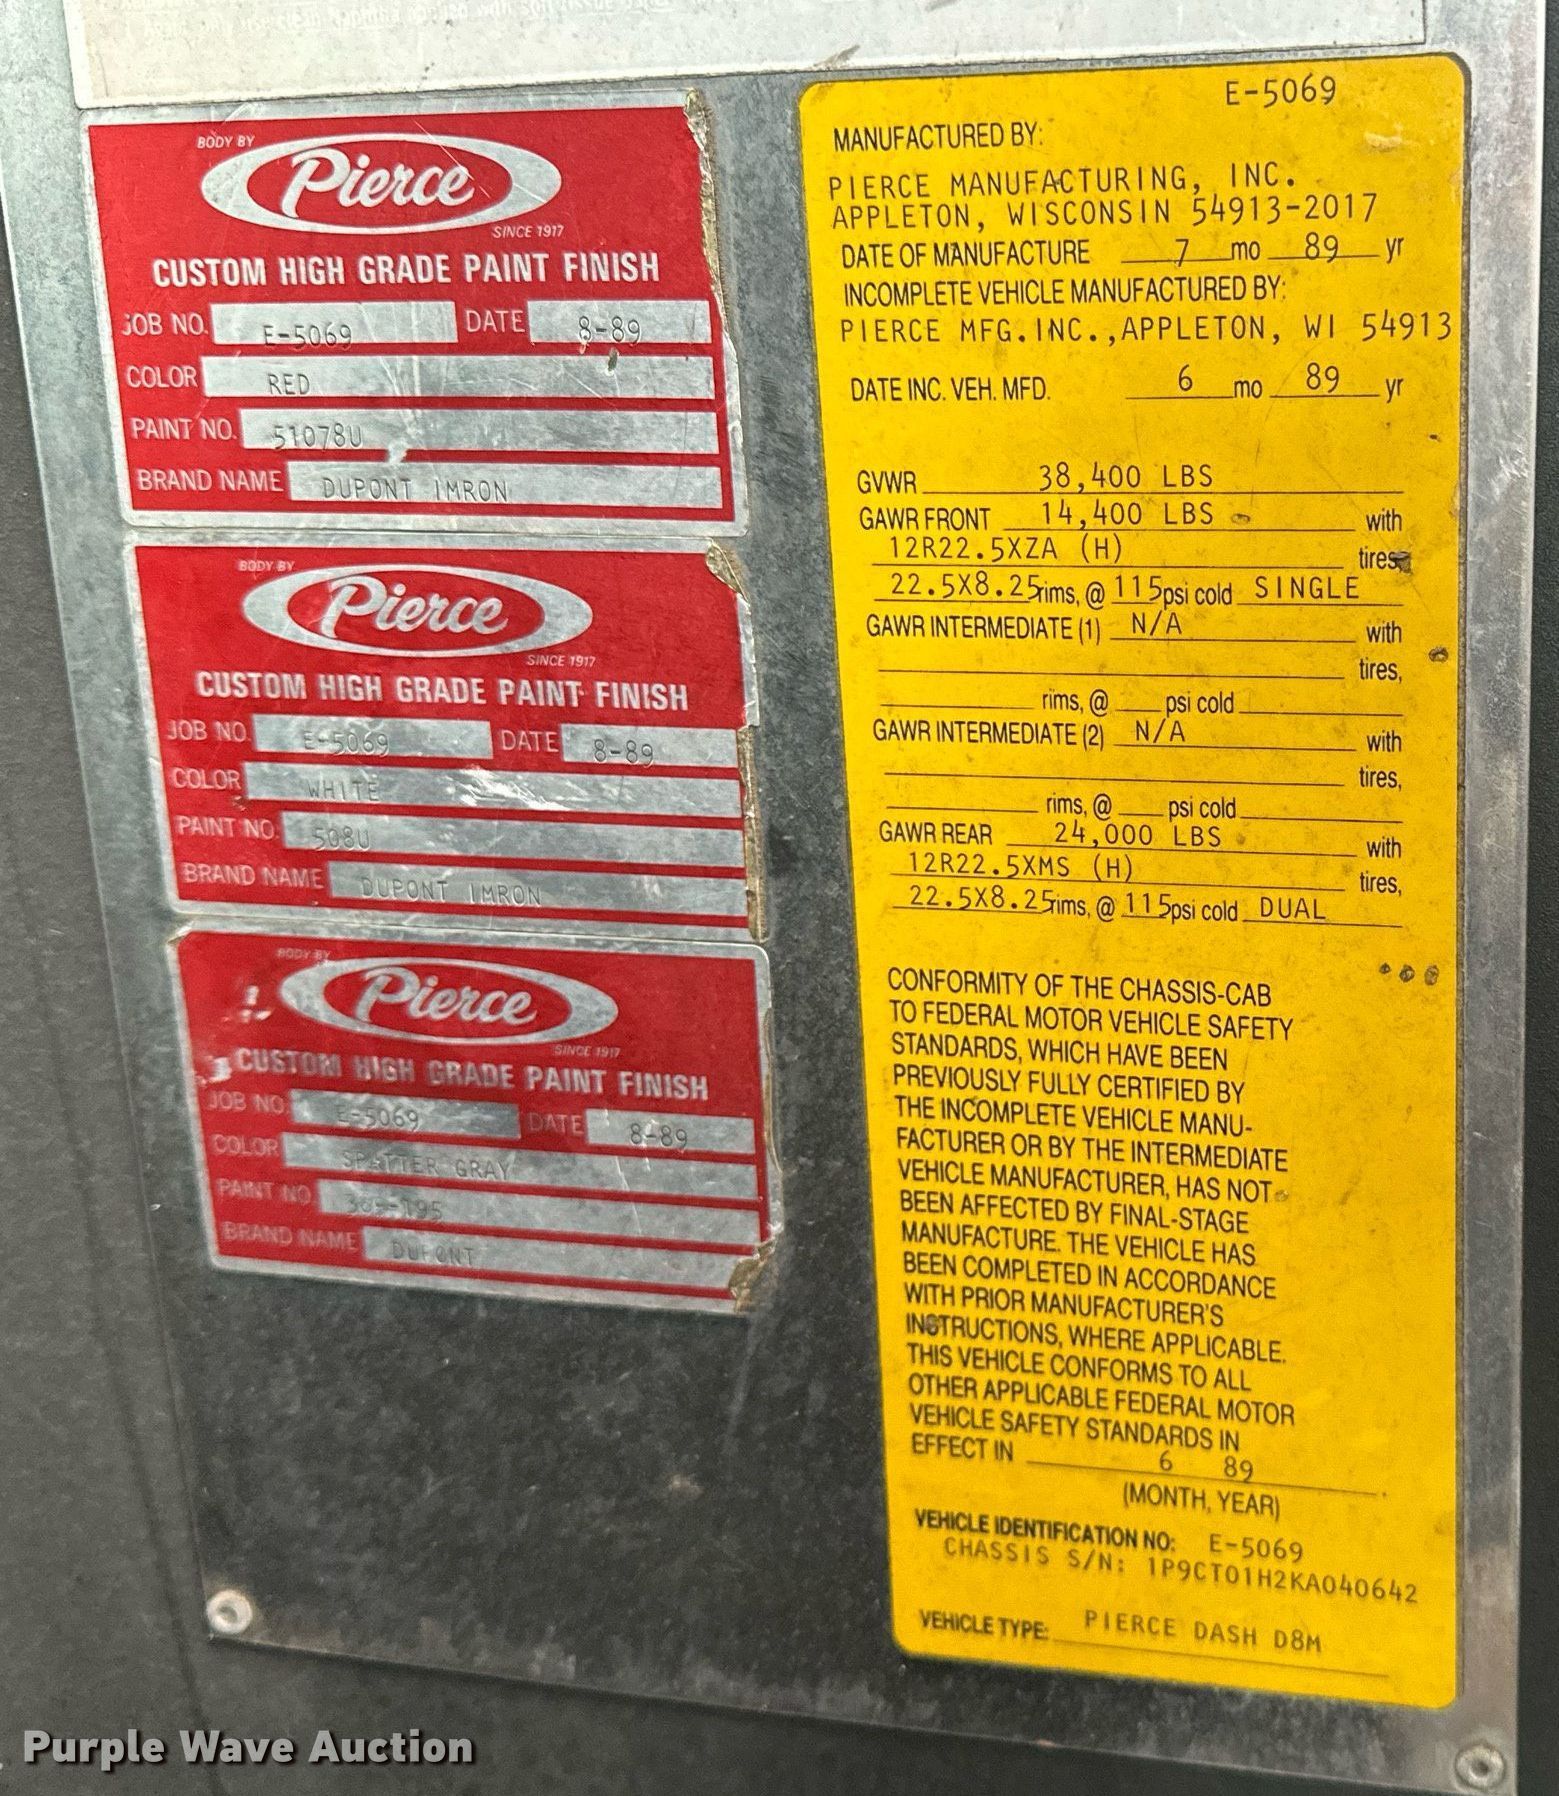 BODY BY
Pierce
SINCE 1917
CUSTOM HIGH GRADE PAINT FINISH
JOB NO. E-5069 DATE 8-89
COLOR RED
PAINT NO. 51078U
BRAND NAME DUPONT IMRON
BODY BY
Pierce
SINCE 1917
CUSTOM HIGH GRADE PAINT FINISH
JOB NO. E-5069 DATE 8-89
COLOR WHITE
PAINT NO. 508U
BRAND NAME DUPONT IMRON
BODY BY
Pierce
SINCE 1917
CUSTOM HIGH GRADE PAINT FINISH
JOB NO. E-5069 DATE 8-89
COLOR SPATTER GRAY
PAINT NO. 365-195
BRAND NAME DUPONT
E-5069
MANUFACTURED BY:
PIERCE MANUFACTURING, INC.
APPLETON, WISCONSIN 54913-2017
DATE OF MANUFACTURE 7 mo 89 yr
INCOMPLETE VEHICLE MANUFACTURED BY:
PIERCE MFG.INC.,APPLETON, WI 54913
DATE INC. VEH. MFD. 6 mo 89 yr
GVWR 38,400 LBS
GAWR FRONT 14,400 LBS with
12R22.5XZA (H) tires,
22.5X8.25 rims, @ 115 psi cold SINGLE
GAWR INTERMEDIATE (1) N/A with
tires,
rims, @ psi cold
GAWR INTERMEDIATE (2) N/A with
tires,
rims, @ psi cold
GAWR REAR 24,000 LBS with
12R22.5XMS (H) tires,
22.5X8.25 rims, @ 115 psi cold DUAL
CONFORMITY OF THE CHASSIS-CAB
TO FEDERAL MOTOR VEHICLE SAFETY
STANDARDS, WHICH HAVE BEEN
PREVIOUSLY FULLY CERTIFIED BY
THE INCOMPLETE VEHICLE MANU-
FACTURER OR BY THE INTERMEDIATE
VEHICLE MANUFACTURER, HAS NOT
BEEN AFFECTED BY FINAL-STAGE
MANUFACTURE. THE VEHICLE HAS
BEEN COMPLETED IN ACCORDANCE
WITH PRIOR MANUFACTURER'S
INSTRUCTIONS, WHERE APPLICABLE.
THIS VEHICLE CONFORMS TO ALL
OTHER APPLICABLE FEDERAL MOTOR
VEHICLE SAFETY STANDARDS IN
EFFECT IN 6 89.
(MONTH, YEAR)
VEHICLE IDENTIFICATION NO: E-5069
CHASSIS S/N: 1P9CT01H2KA040642
VEHICLE TYPE: PIERCE DASH D8M
Purple Wave Auction